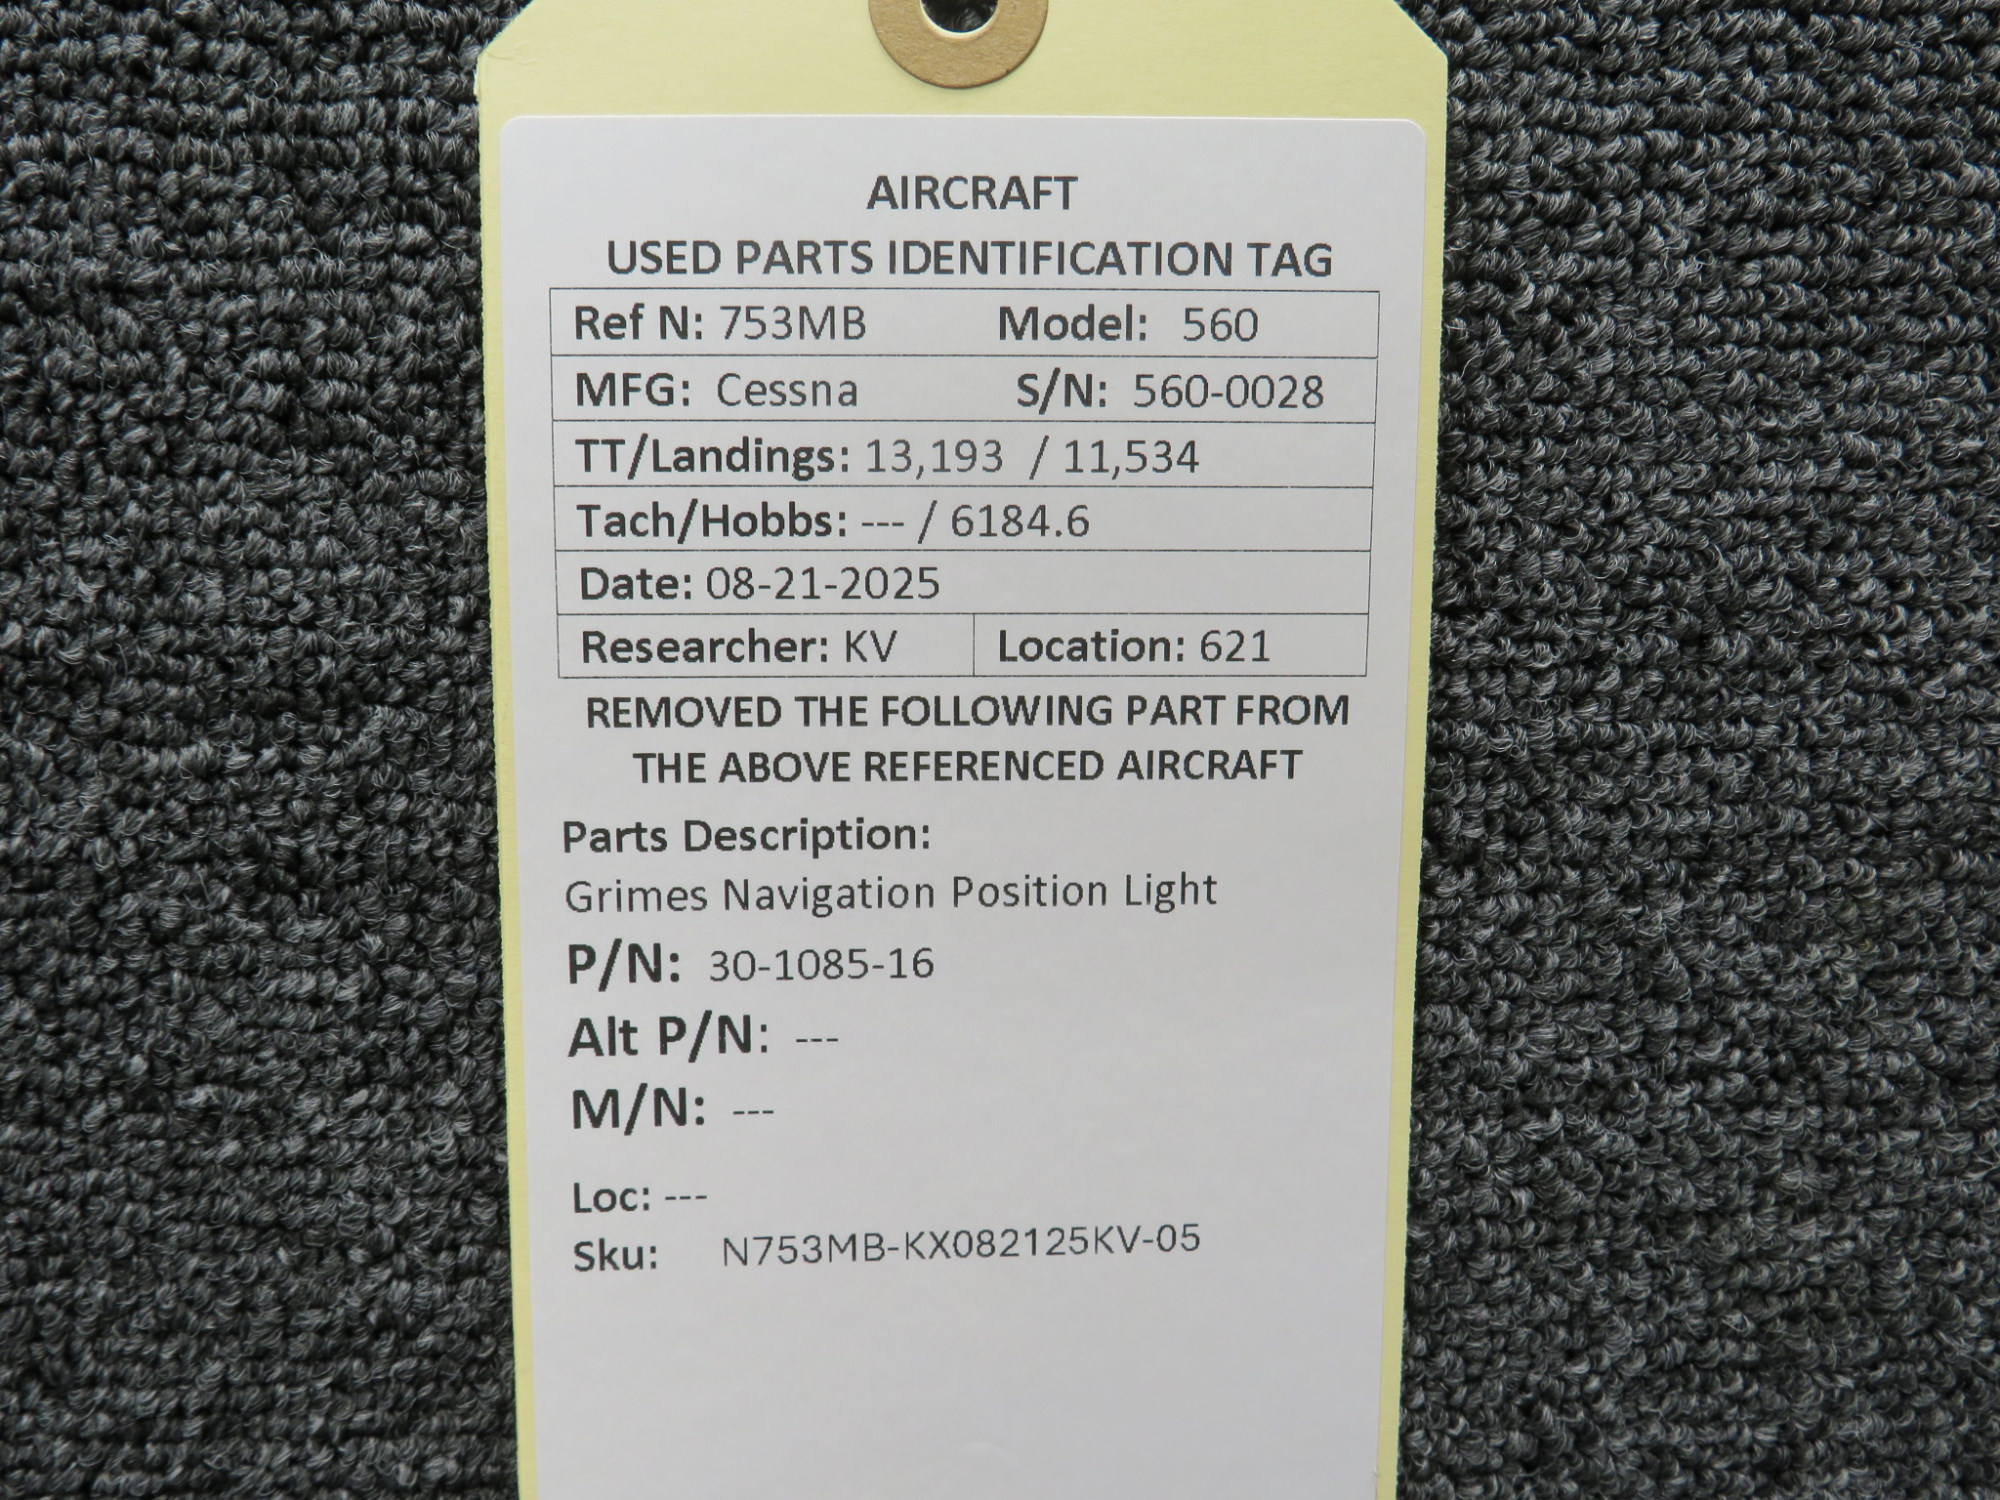 AIRCRAFT
USED PARTS IDENTIFICATION TAG
Ref N: 753MB Model: 560
MFG: Cessna S/N: 560-0028
TT/Landings: 13,193 / 11,534
Tach/Hobbs: --- / 6184.6
Date: 08-21-2025
Researcher: KV Location: 621
REMOVED THE FOLLOWING PART FROM
THE ABOVE REFERENCED AIRCRAFT
Parts Description:
Grimes Navigation Position Light
P/N: 30-1085-16
Alt P/N: ---
M/N: ---
Loc: ---
Sku: N753MB-KX082125KV-05